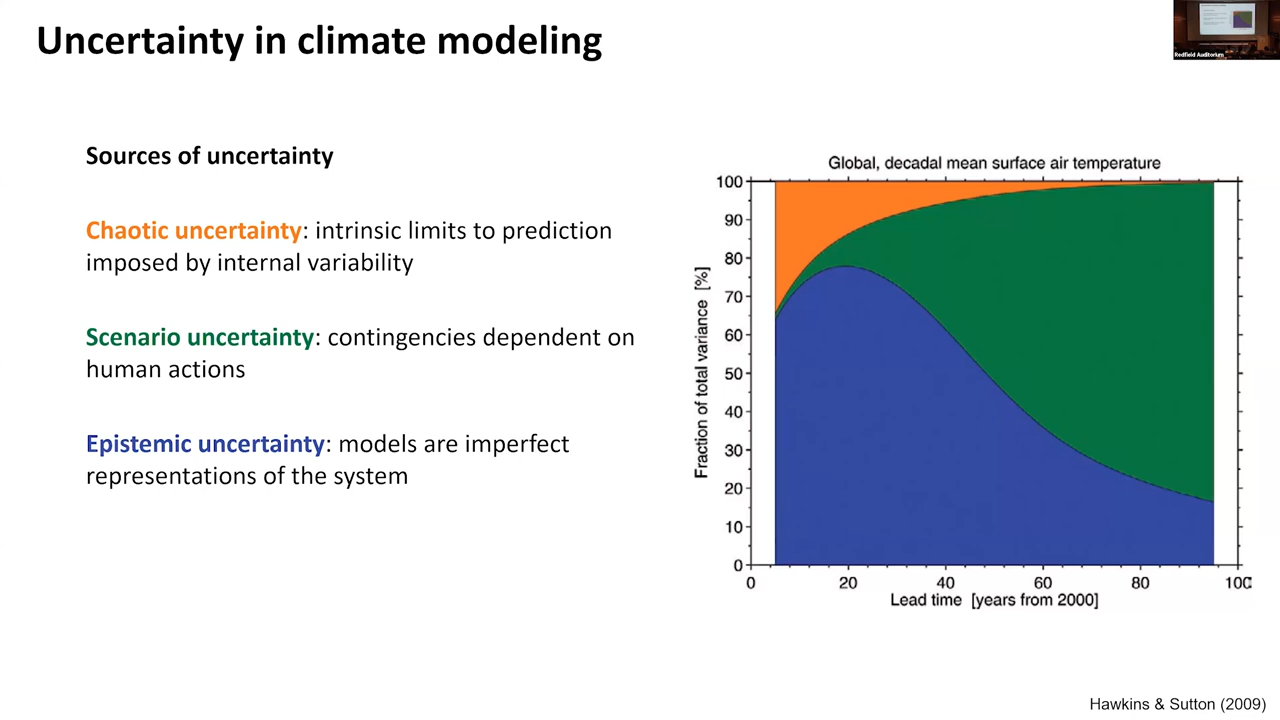 Uncertainty in climate modeling
Redfield Auditorium
Sources of uncertainty
Chaotic uncertainty: intrinsic limits to prediction
imposed by internal variability
Scenario uncertainty: contingencies dependent on
human actions
Epistemic uncertainty: models are imperfect
representations of the system
Global, decadal mean surface air temperature
Fraction of total variance [%]
100
90
80
70
60
50
40
30
20
10
0
0 20 40 60 80 100
Lead time [years from 2000]
Hawkins & Sutton (2009)